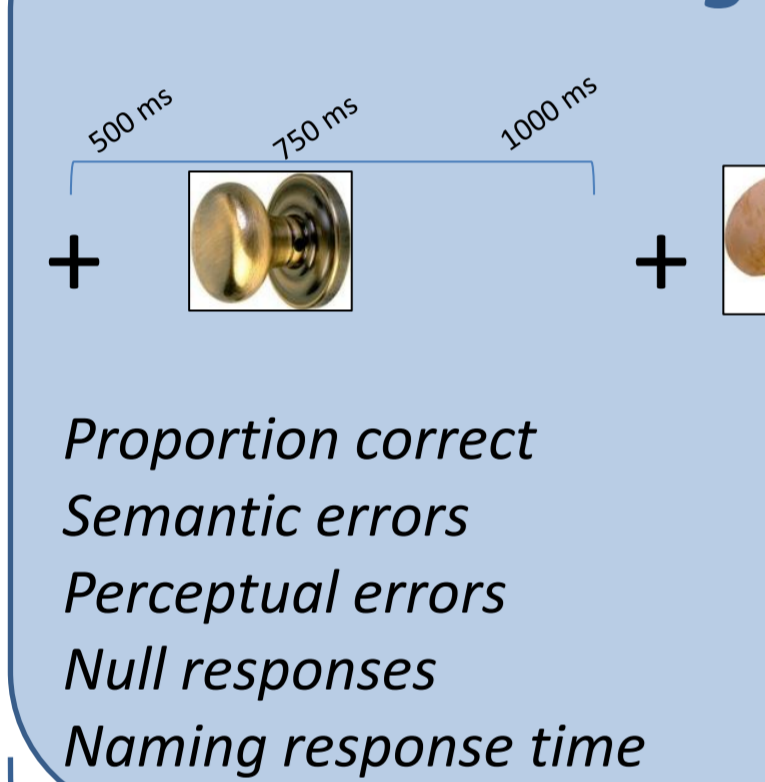 500 ms 750 ms 1000 ms
+ +
Proportion correct
Semantic errors
Perceptual errors
Null responses
Naming response time